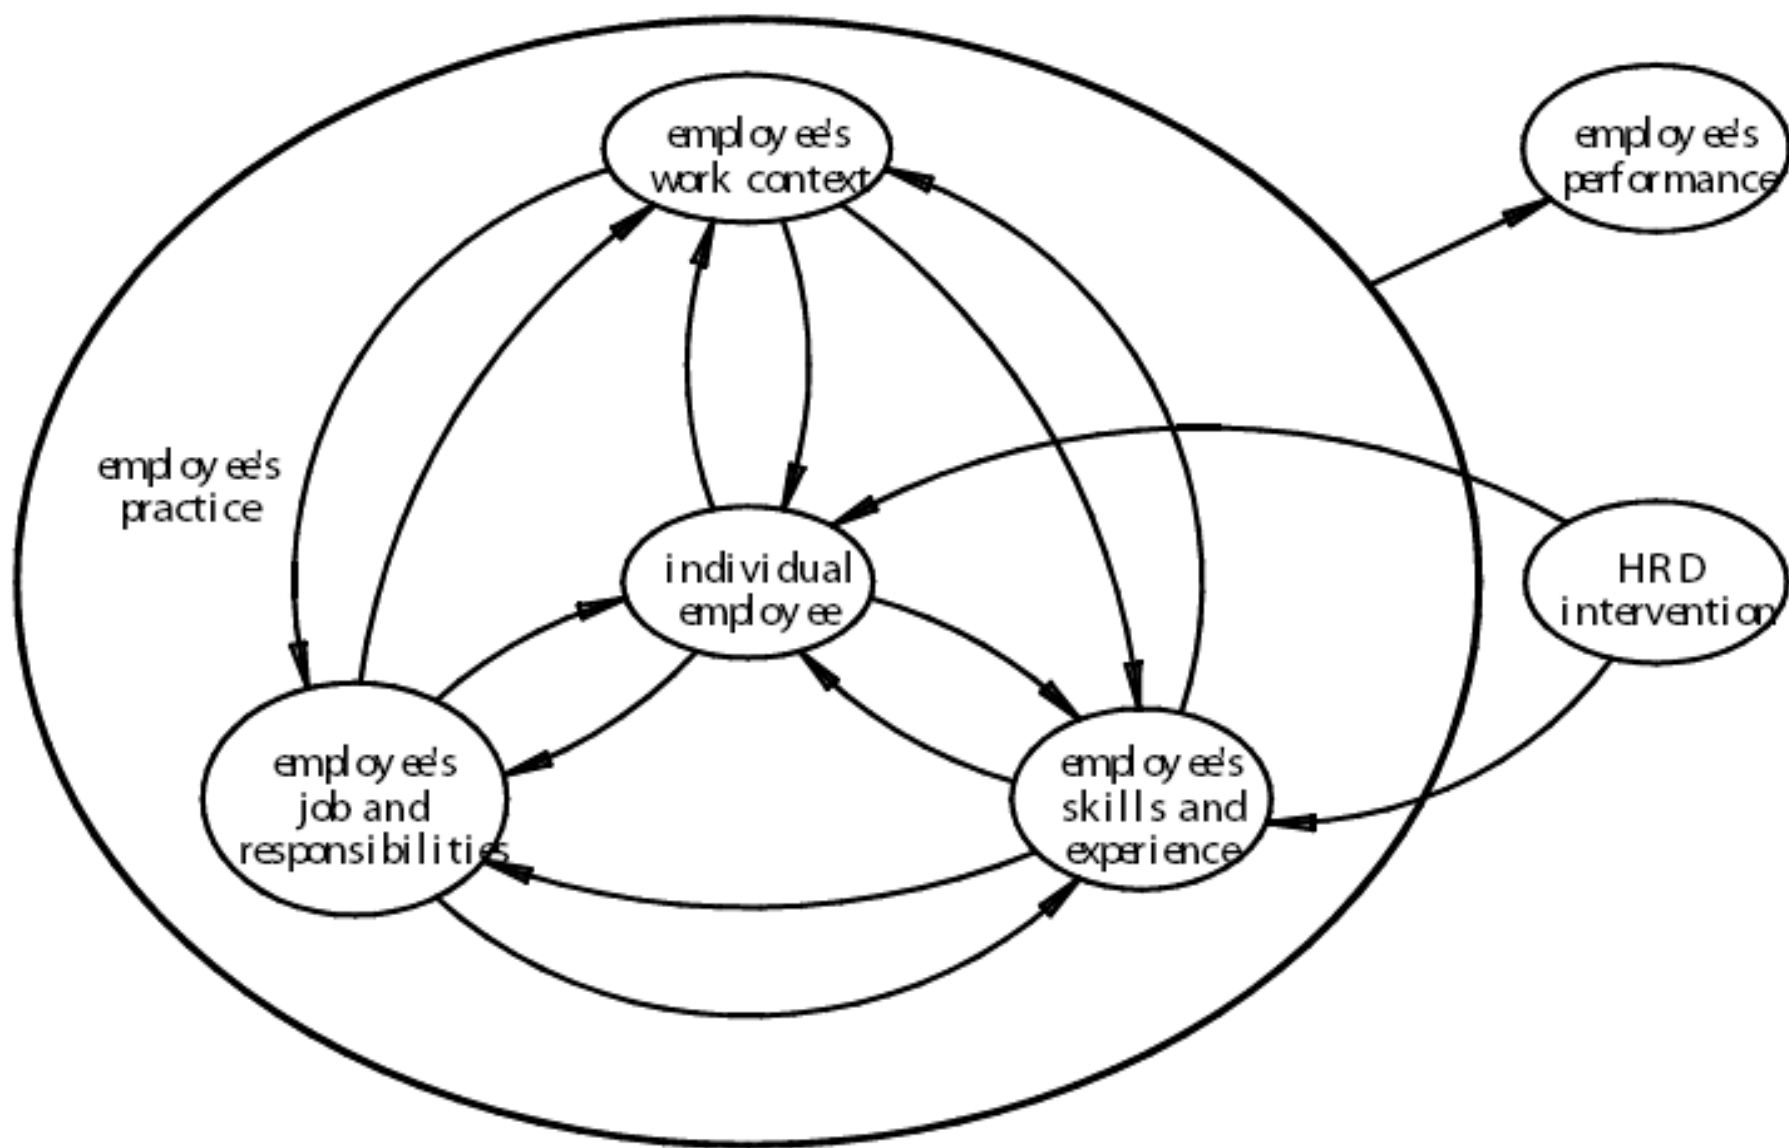 employee's
work context
employee's
performance
employee's
practice
individual
employee
HRD
intervention
employee's
job and
responsibilities
employee's
skills and
experience